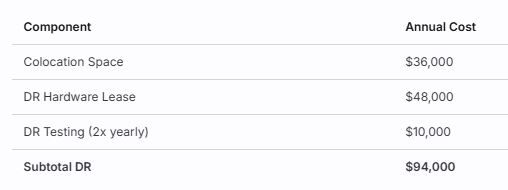 Component Annual Cost
Colocation Space $36,000
DR Hardware Lease $48,000
DR Testing (2x yearly) $10,000
Subtotal DR $94,000